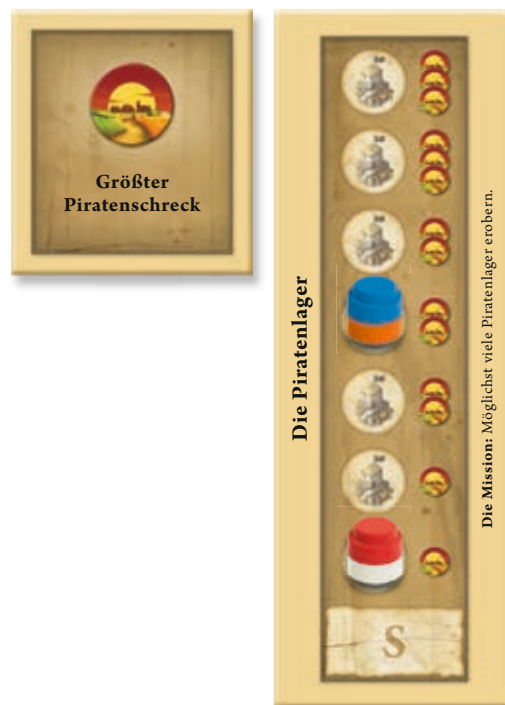 Größter
Piratenschreck
Die Piratenlager
Die Mission: Möglichst viele Piratenlager erobern.
S